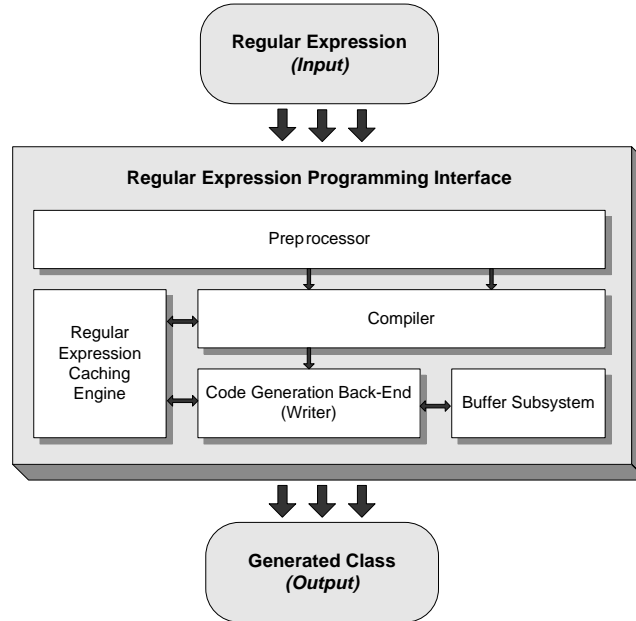 Regular Expression
(Input)
Regular Expression Programming Interface
Preprocessor
Regular
Expression
Caching
Engine
Compiler
Code Generation Back-End
(Writer)
Buffer Subsystem
Generated Class
(Output)